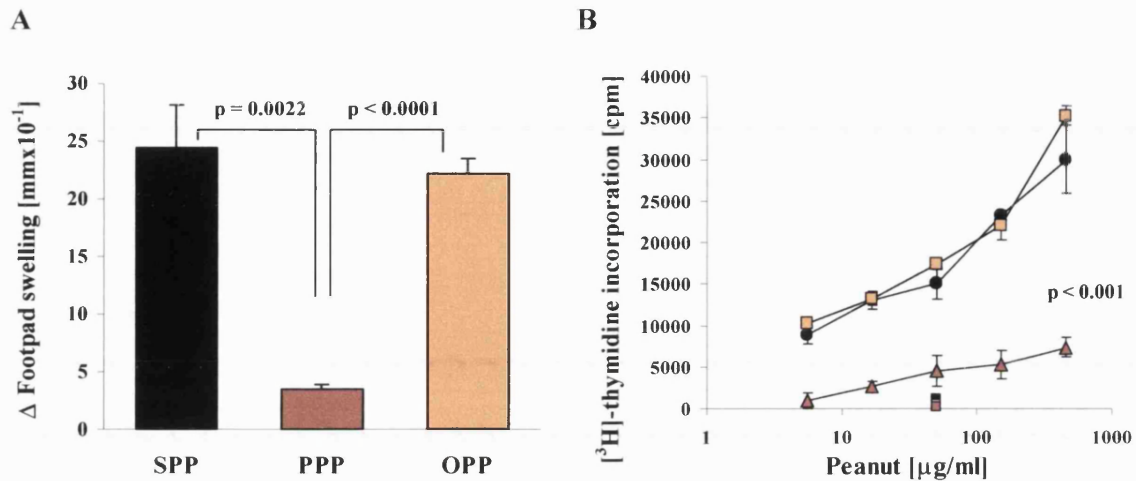 A
Δ Footpad swelling [mmx10⁻¹]
30
25
20
15
10
5
0
p = 0.0022
p < 0.0001
SPP
PPP
OPP
B
[³H]-thymidine incorporation [cpm]
40000
35000
30000
25000
20000
15000
10000
5000
0
p < 0.001
1
10
100
1000
Peanut [µg/ml]